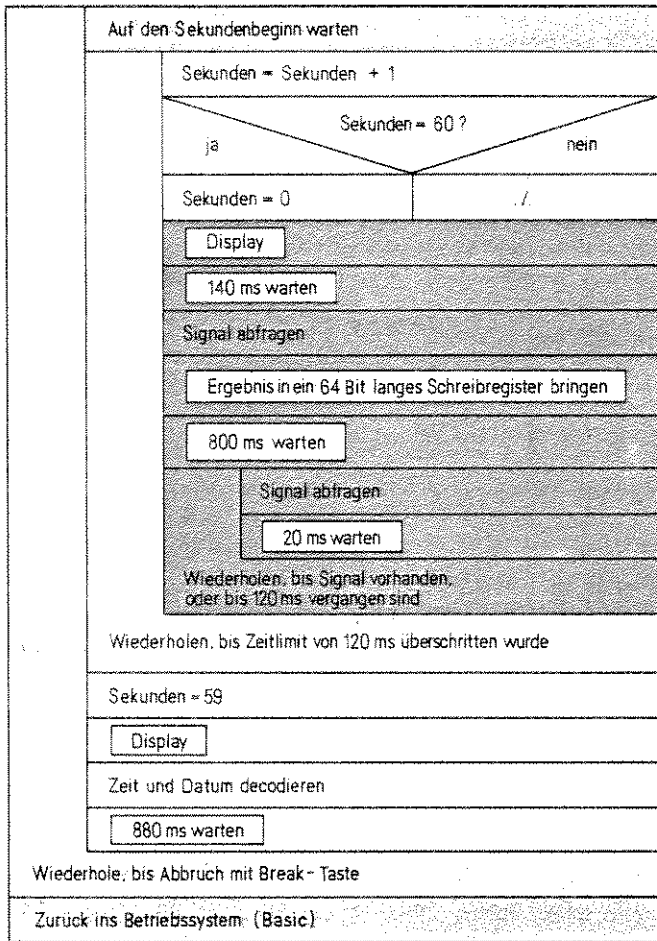 Auf den Sekundenbeginn warten
Sekunden = Sekunden + 1
Sekunden = 60 ?
ja
nein
Sekunden = 0
./.
Display
140 ms warten
Signal abfragen
Ergebnis in ein 64 Bit langes Schreibregister bringen
800 ms warten
Signal abfragen
20 ms warten
Wiederholen, bis Signal vorhanden,
oder bis 120 ms vergangen sind
Wiederholen, bis Zeitlimit von 120 ms überschritten wurde
Sekunden = 59
Display
Zeit und Datum decodieren
880 ms warten
Wiederhole, bis Abbruch mit Break-Taste
Zurück ins Betriebssystem (Basic)